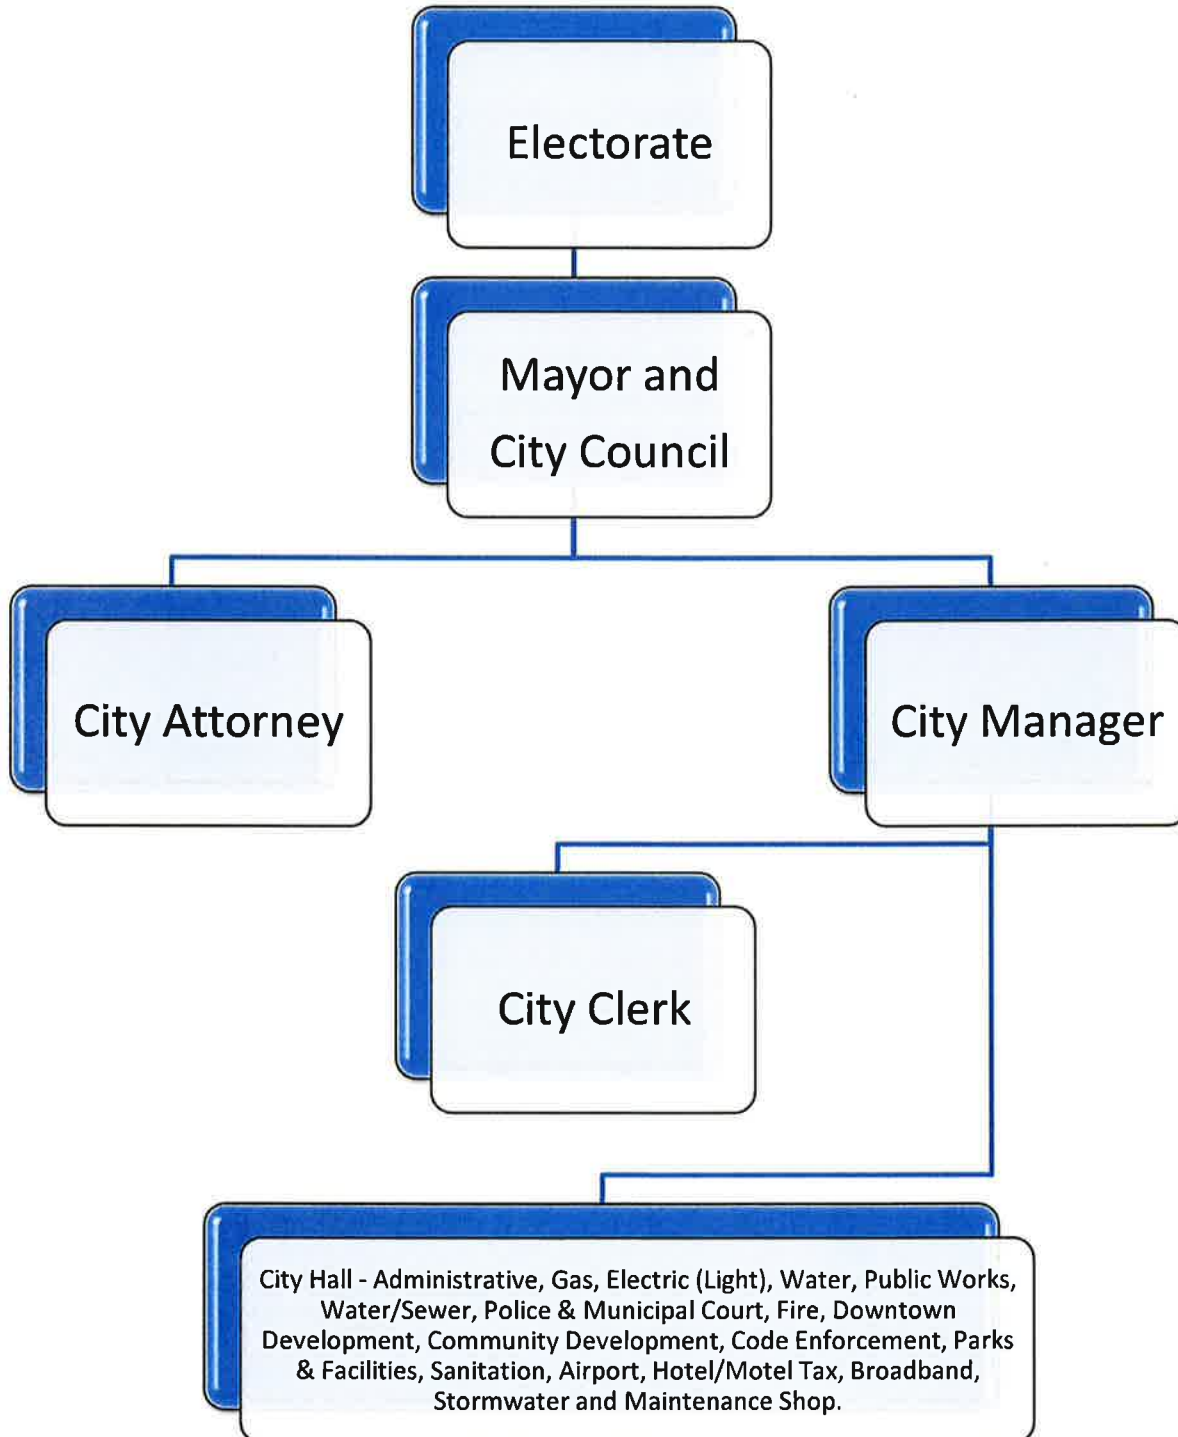 Electorate
Mayor and
City Council
City Attorney
City Manager
City Clerk
City Hall - Administrative, Gas, Electric (Light), Water, Public Works,
Water/Sewer, Police & Municipal Court, Fire, Downtown
Development, Community Development, Code Enforcement, Parks
& Facilities, Sanitation, Airport, Hotel/Motel Tax, Broadband,
Stormwater and Maintenance Shop.